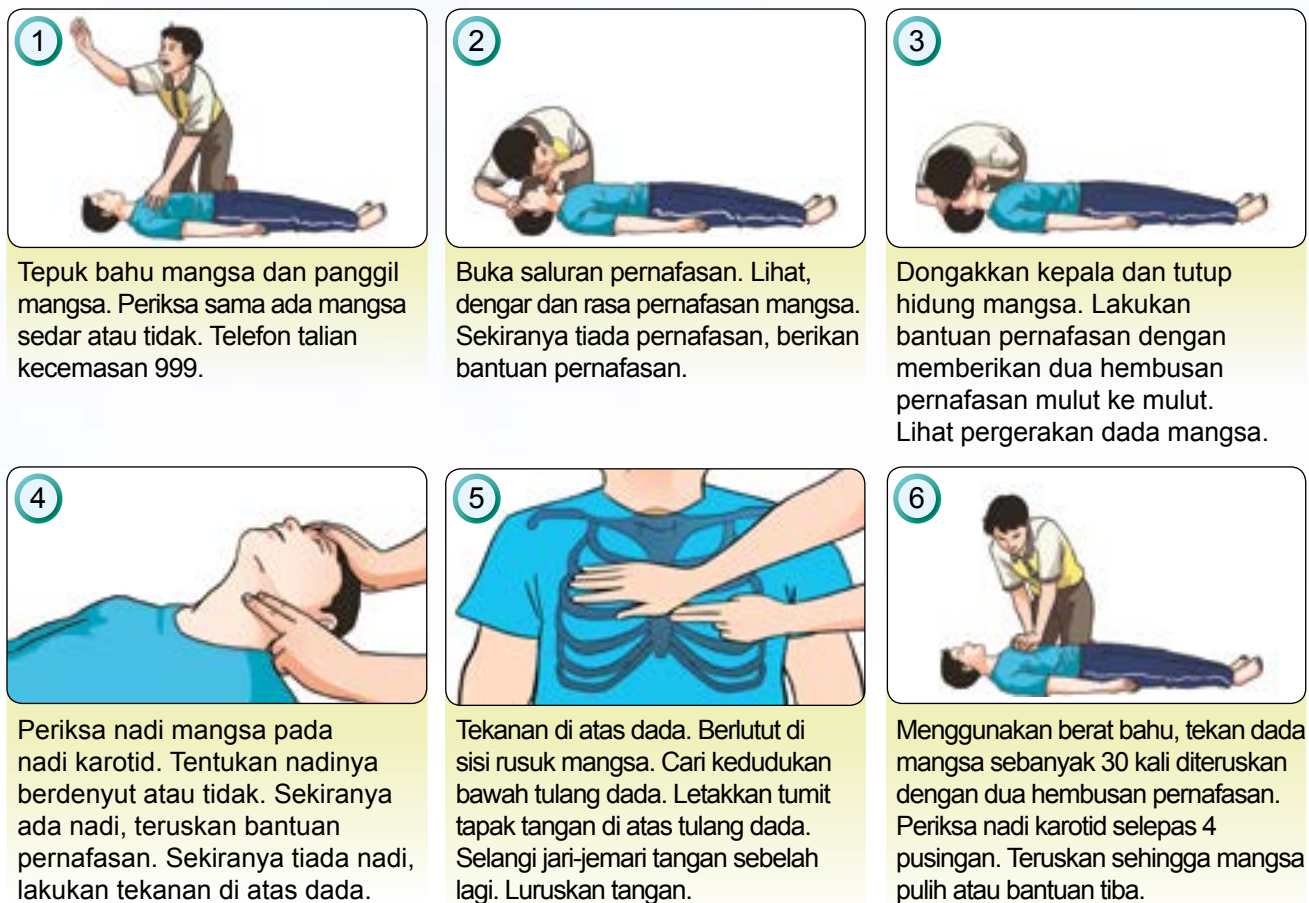 1
Tepuk bahu mangsa dan panggil
mangsa. Periksa sama ada mangsa
sedar atau tidak. Telefon talian
kecemasan 999.
2
Buka saluran pernafasan. Lihat,
dengar dan rasa pernafasan mangsa.
Sekiranya tiada pernafasan, berikan
bantuan pernafasan.
3
Dongakkan kepala dan tutup
hidung mangsa. Lakukan
bantuan pernafasan dengan
memberikan dua hembusan
pernafasan mulut ke mulut.
Lihat pergerakan dada mangsa.
4
Periksa nadi mangsa pada
nadi karotid. Tentukan nadinya
berdenyut atau tidak. Sekiranya
ada nadi, teruskan bantuan
pernafasan. Sekiranya tiada nadi,
lakukan tekanan di atas dada.
5
Tekanan di atas dada. Berlutut di
sisi rusuk mangsa. Cari kedudukan
bawah tulang dada. Letakkan tumit
tapak tangan di atas tulang dada.
Selangi jari-jemari tangan sebelah
lagi. Luruskan tangan.
6
Menggunakan berat bahu, tekan dada
mangsa sebanyak 30 kali diteruskan
dengan dua hembusan pernafasan.
Periksa nadi karotid selepas 4
pusingan. Teruskan sehingga mangsa
pulih atau bantuan tiba.